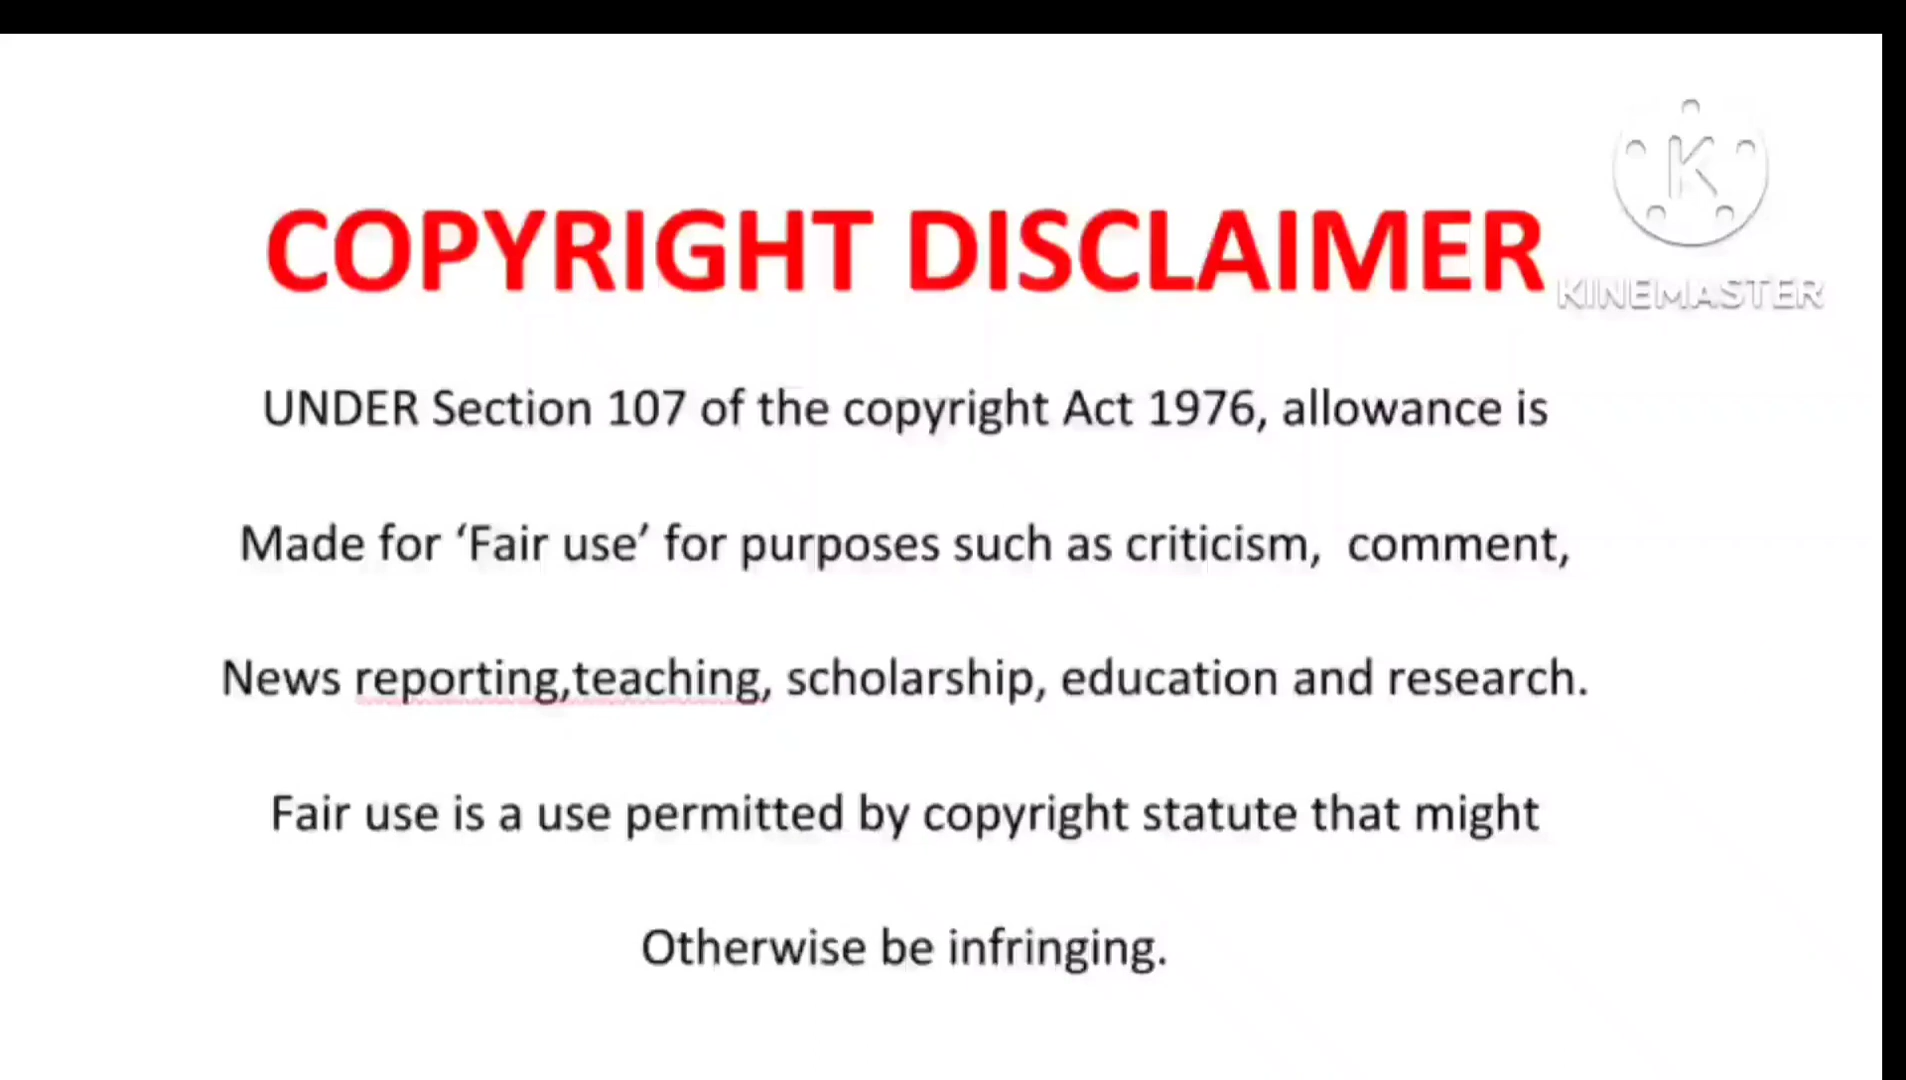 COPYRIGHT DISCLAIMER
K
KINEMASTER
UNDER Section 107 of the copyright Act 1976, allowance is
Made for ‘Fair use’ for purposes such as criticism,  comment,
News reporting,teaching, scholarship, education and research.
Fair use is a use permitted by copyright statute that might
Otherwise be infringing.